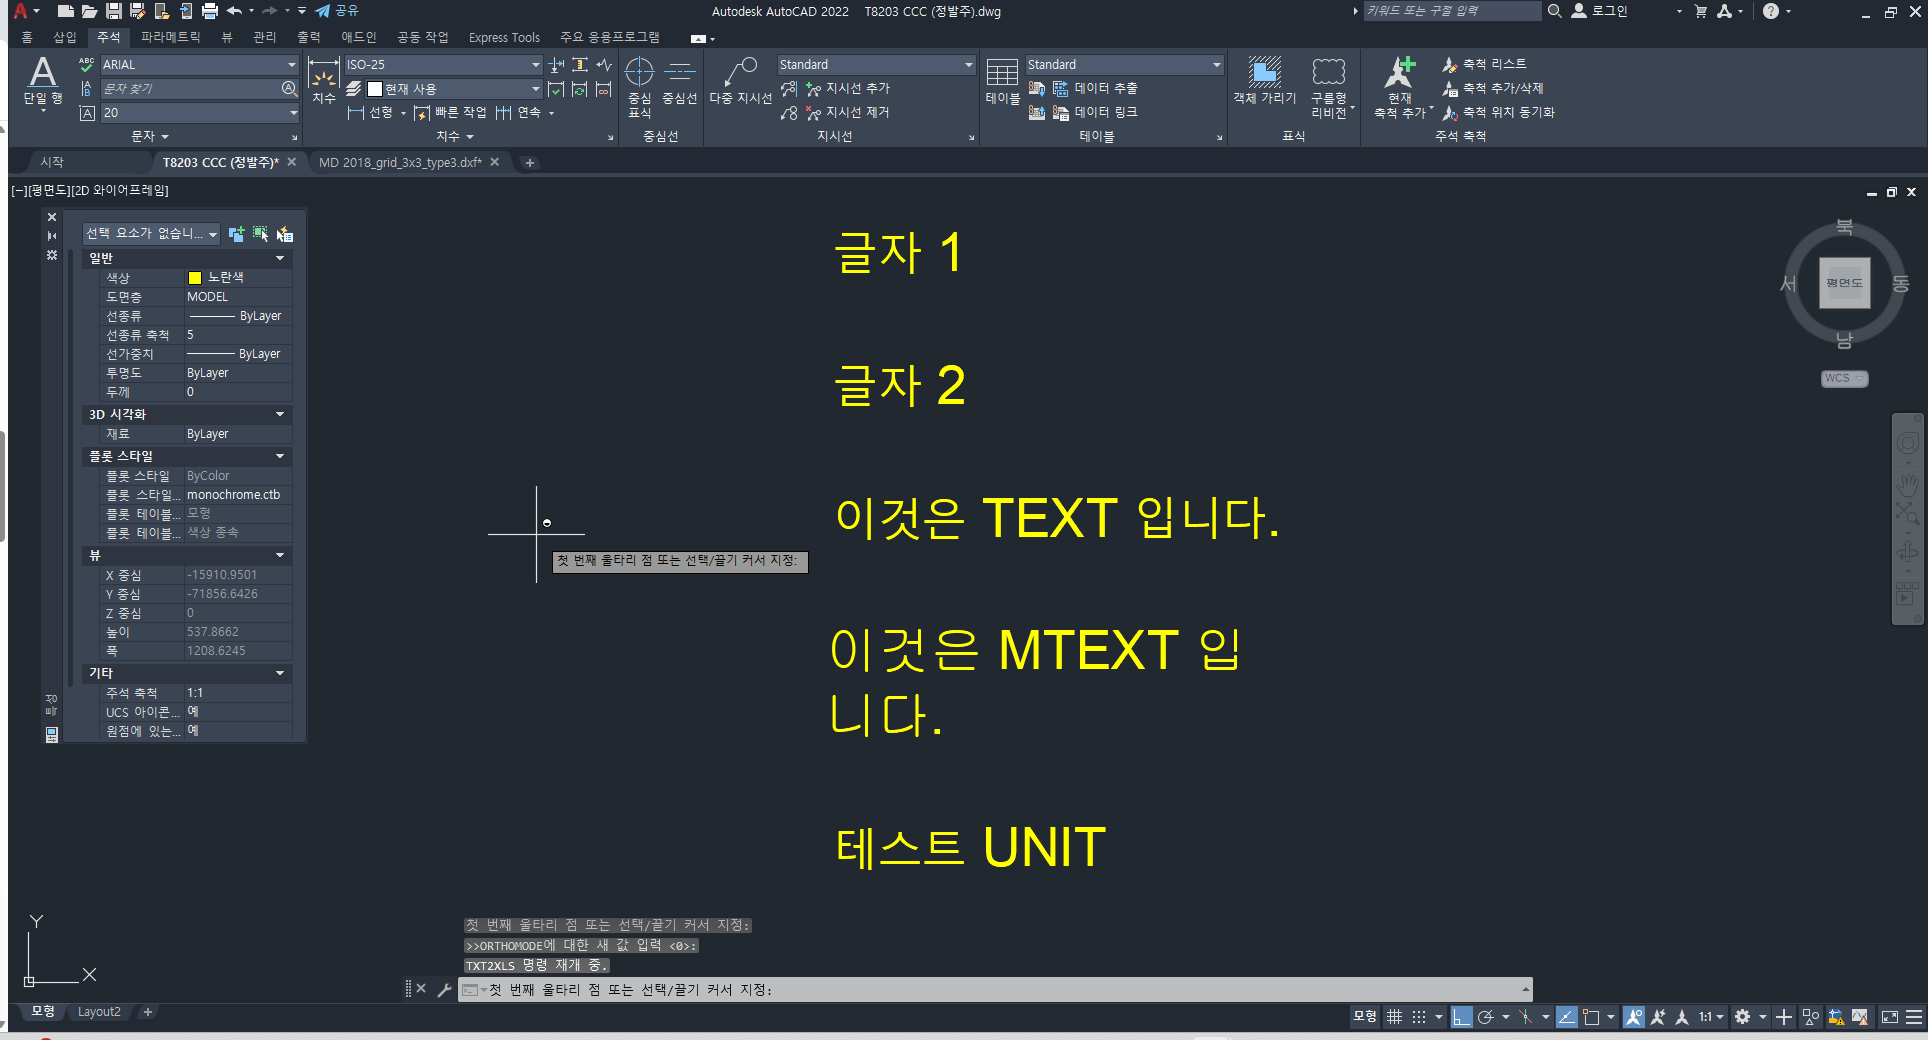 공유
Autodesk AutoCAD 2022 T8203 CCC (정발주).dwg
키워드 또는 구절 입력
로그인
홈 삽입 주석 파라메트릭 뷰 관리 출력 애드인 공동 작업 Express Tools 주요 응용프로그램
단일 행
ABC
ARIAL
문자 찾기
20
문자
치수
ISO-25
현재 사용
선형 빠른 작업 연속
치수
중심 표식
중심선
중심선
다중 지시선
Standard
지시선 추가
지시선 제거
지시선
테이블
Standard
데이터 추출
데이터 링크
테이블
객체 가리기
구름형 리비전
표식
현재 축척 추가
축척 리스트
축척 추가/삭제
축척 위치 동기화
주석 축척
시작
T8203 CCC (정발주)*
MD 2018_grid_3x3_type3.dxf*
[−][평면도][2D 와이어프레임]
선택 요소가 없습니...
일반
색상 노란색
도면층 MODEL
선종류 ByLayer
선종류 축척 5
선가중치 ByLayer
투명도 ByLayer
두께 0
3D 시각화
재료 ByLayer
플롯 스타일
플롯 스타일 ByColor
플롯 스타일... monochrome.ctb
플롯 테이블... 모형
플롯 테이블... 색상 종속
뷰
X 중심 -15910.9501
Y 중심 -71856.6426
Z 중심 0
높이 537.8662
폭 1208.6245
기타
주석 축척 1:1
UCS 아이콘... 예
원점에 있는... 예
글자 1
글자 2
이것은 TEXT 입니다.
이것은 MTEXT 입
니다.
테스트 UNIT
첫 번째 울타리 점 또는 선택/끌기 커서 지정:
북
서
평면도
동
남
WCS
Y
X
첫 번째 울타리 점 또는 선택/끌기 커서 지정:
>>ORTHOMODE에 대한 새 값 입력 <0>:
TXT2XLS 명령 재개 중.
첫 번째 울타리 점 또는 선택/끌기 커서 지정:
모형 Layout2
모형
1:1